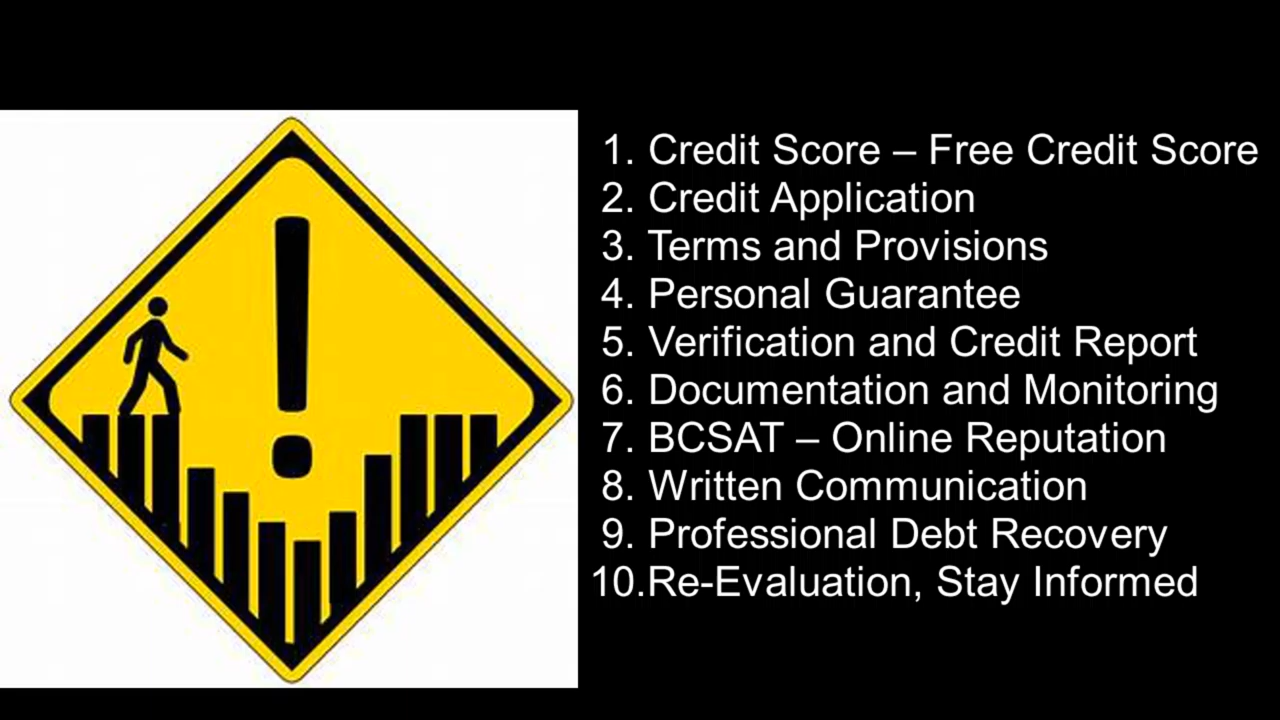 1. Credit Score – Free Credit Score
2. Credit Application
3. Terms and Provisions
4. Personal Guarantee
5. Verification and Credit Report
6. Documentation and Monitoring
7. BCSAT – Online Reputation
8. Written Communication
9. Professional Debt Recovery
10.Re-Evaluation, Stay Informed